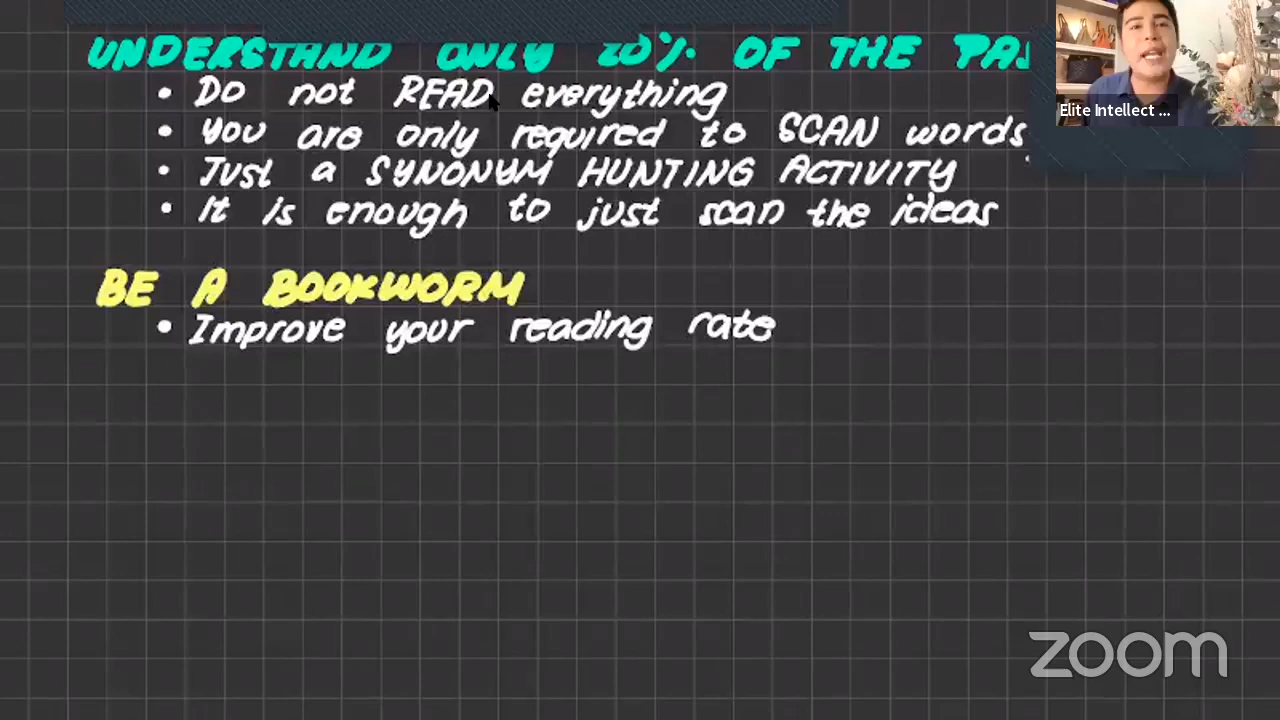 UNDERSTAND ONLY 20% OF THE
• Do not READ everything
• You are only required to SCAN words
• Just a SYNONYM HUNTING ACTIVITY
• It is enough to just scan the ideas
BE A BOOKWORM
• Improve your reading rate
Elite Intellect ...
zoom